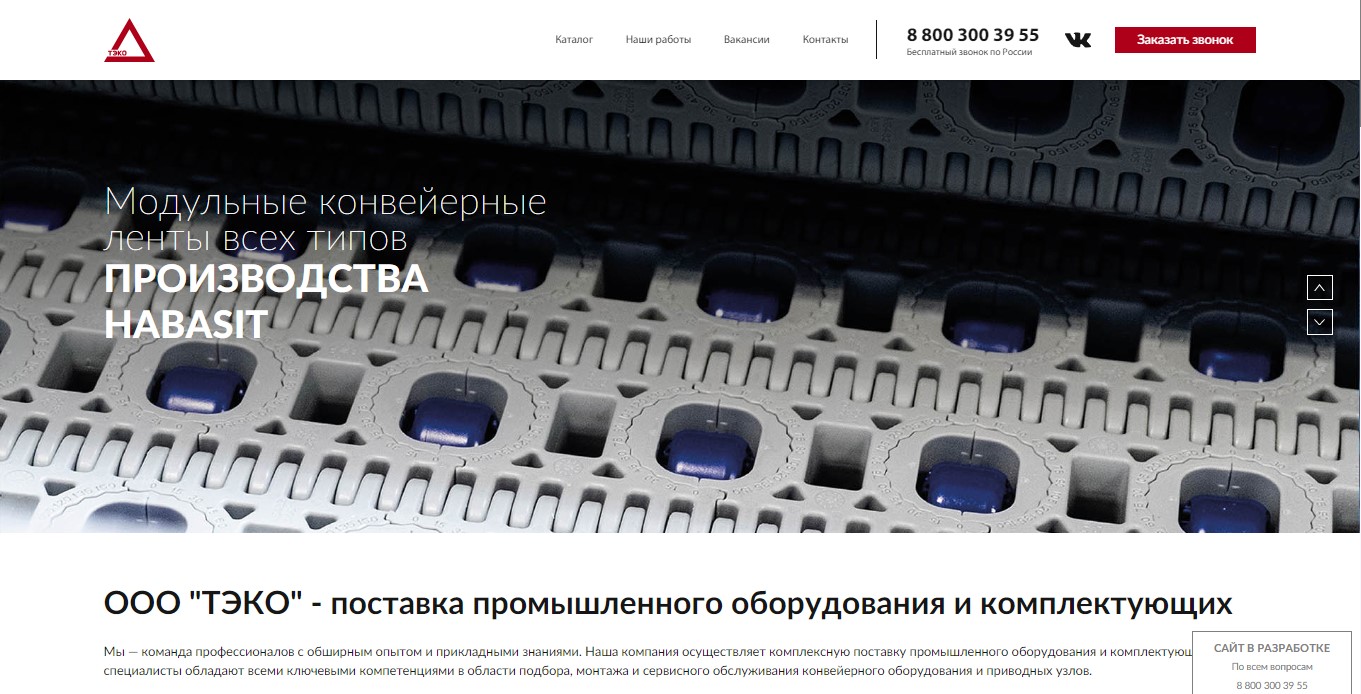 ТЭКО
Каталог
Наши работы
Вакансии
Контакты
8 800 300 39 55
Бесплатный звонок по России
Заказать звонок
Модульные конвейерные
ленты всех типов
ПРОИЗВОДСТВА
HABASIT
ООО "ТЭКО" - поставка промышленного оборудования и комплектующих
Мы — команда профессионалов с обширным опытом и прикладными знаниями. Наша компания осуществляет комплексную поставку промышленного оборудования и
специалисты обладают всеми ключевыми компетенциями в области подбора, монтажа и сервисного обслуживания конвейерного оборудования и приводных узлов.
САЙТ В РАЗРАБОТКЕ
По всем вопросам
8 800 300 39 55